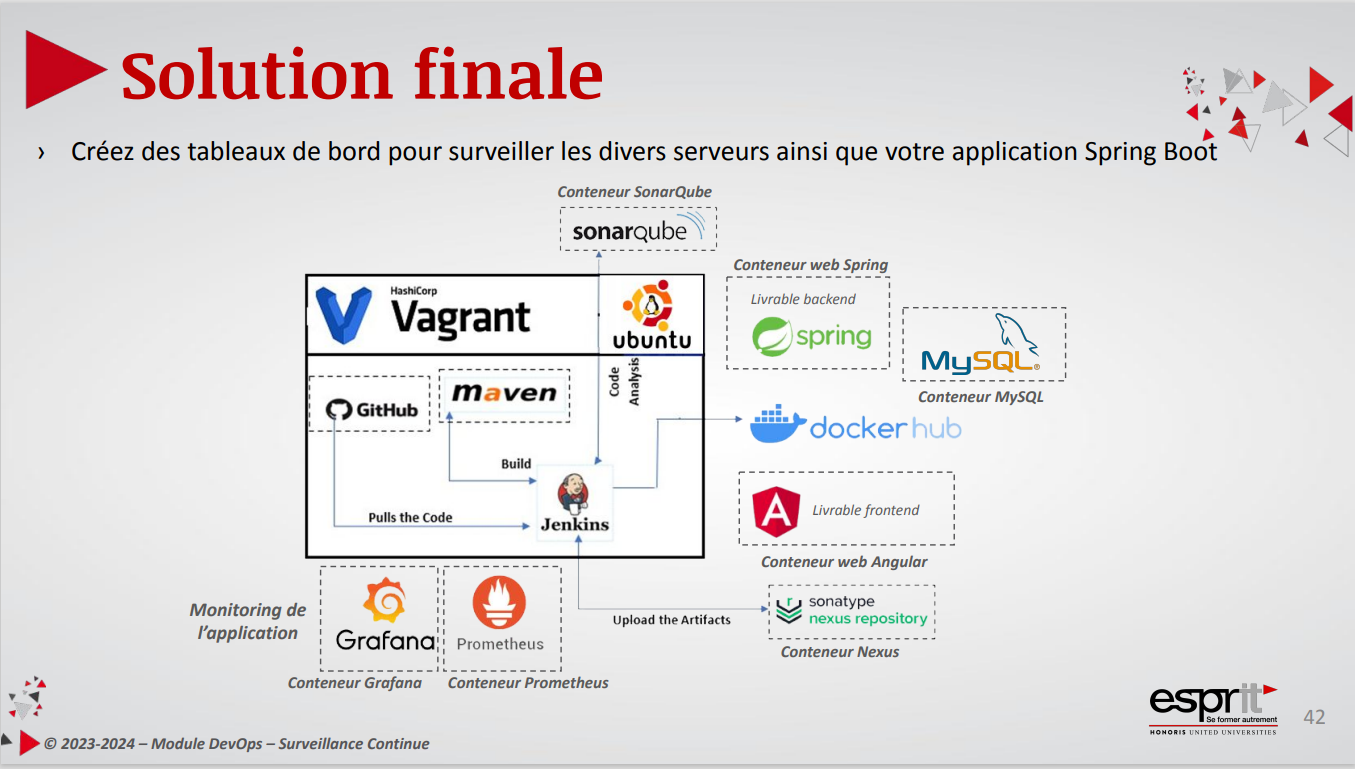 Solution finale
› Créez des tableaux de bord pour surveiller les divers serveurs ainsi que votre application Spring Boot
Conteneur SonarQube
sonarqube
Conteneur web Spring
Livrable backend
spring
MySQL®
Conteneur MySQL
HashiCorp
Vagrant
ubuntu
Code
Analysis
GitHub
maven
Build
Pulls the Code
Jenkins
dockerhub
Livrable frontend
Conteneur web Angular
Upload the Artifacts
sonatype
nexus repository
Conteneur Nexus
Monitoring de
l’application
Grafana
Prometheus
Conteneur Grafana
Conteneur Prometheus
esprit
Se former autrement
HONORIS UNITED UNIVERSITIES
42
© 2023-2024 – Module DevOps – Surveillance Continue